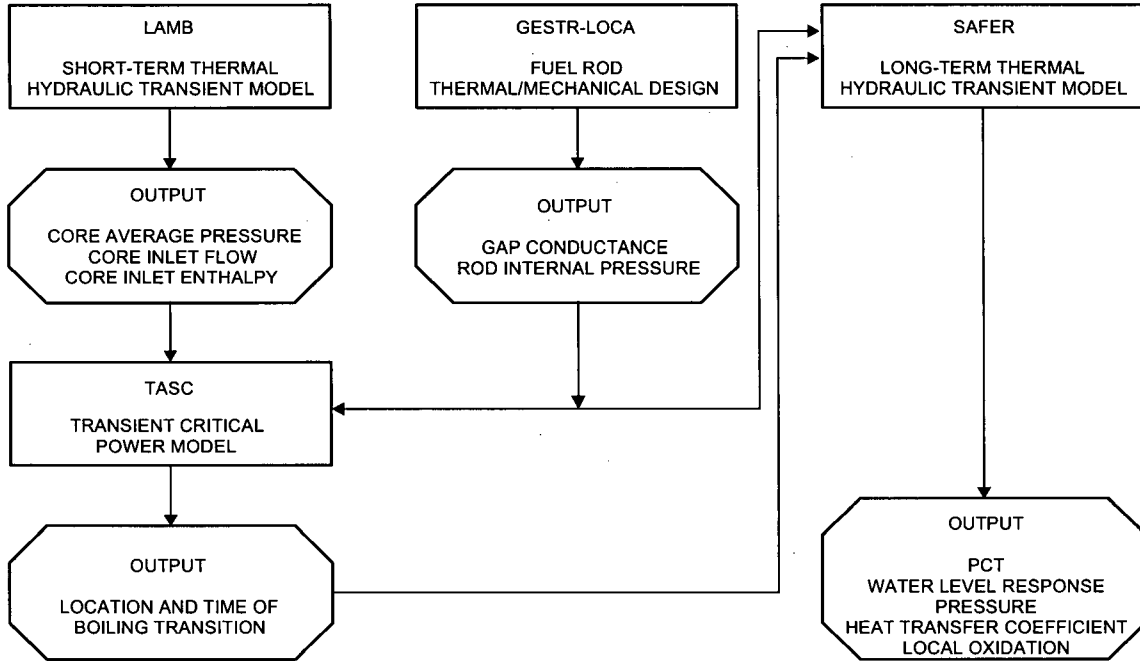 LAMB
SHORT-TERM THERMAL
HYDRAULIC TRANSIENT MODEL
OUTPUT
CORE AVERAGE PRESSURE
CORE INLET FLOW
CORE INLET ENTHALPY
TASC
TRANSIENT CRITICAL
POWER MODEL
OUTPUT
LOCATION AND TIME OF
BOILING TRANSITION
GESTR-LOCA
FUEL ROD
THERMAL/MECHANICAL DESIGN
OUTPUT
GAP CONDUCTANCE
ROD INTERNAL PRESSURE
SAFER
LONG-TERM THERMAL
HYDRAULIC TRANSIENT MODEL
OUTPUT
PCT
WATER LEVEL RESPONSE
PRESSURE
HEAT TRANSFER COEFFICIENT
LOCAL OXIDATION